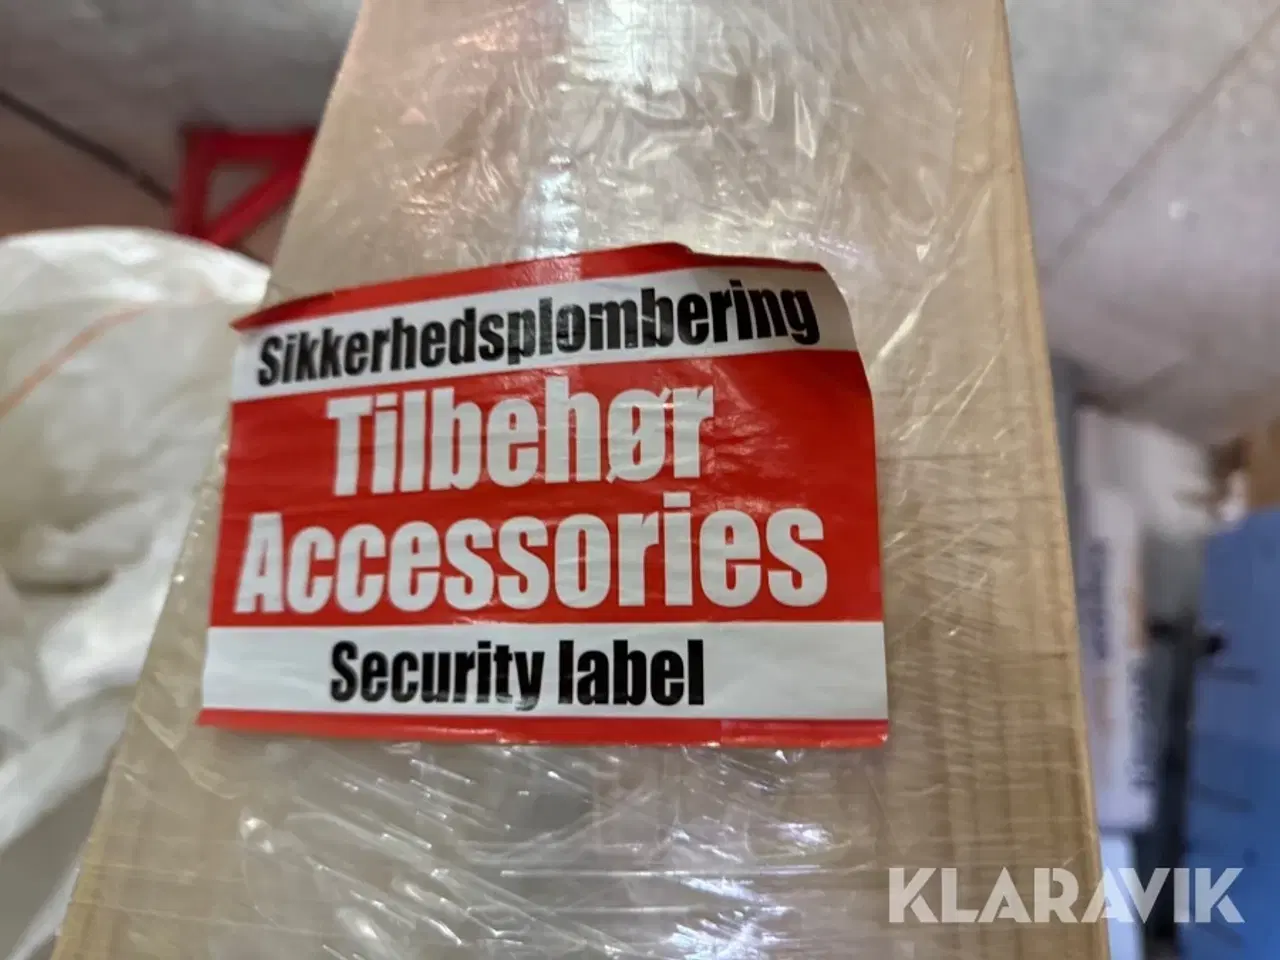 Sikkerhedsplombering
Tilbehør
Accessories
Security label
KLARAVIK